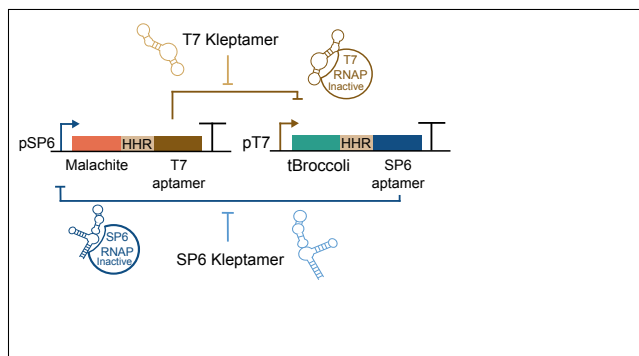 T7 Kleptamer
T7
RNAP
Inactive
pSP6
HHR
Malachite
T7
aptamer
pT7
HHR
tBroccoli
SP6
aptamer
SP6
RNAP
Inactive
SP6 Kleptamer